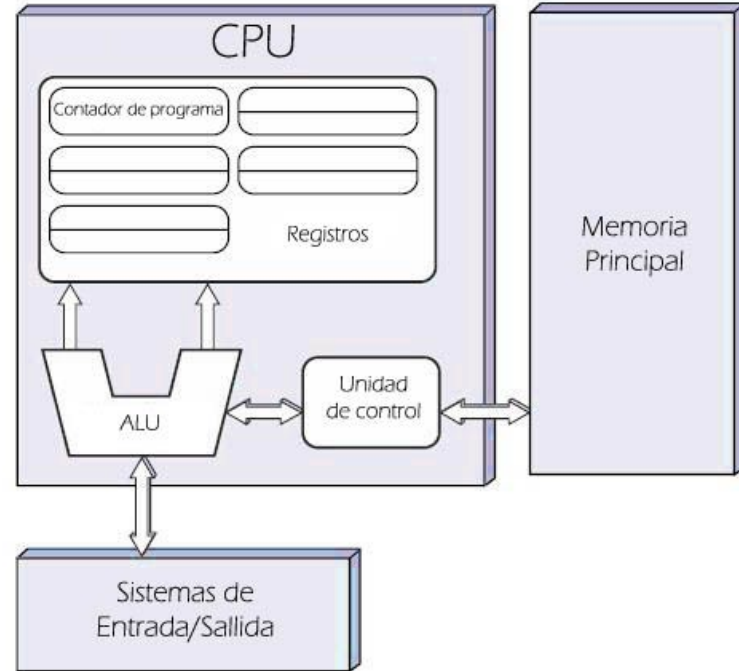 CPU
Contador de programa
Registros
Memoria
Principal
ALU
Unidad
de control
Sistemas de
Entrada/Sallida